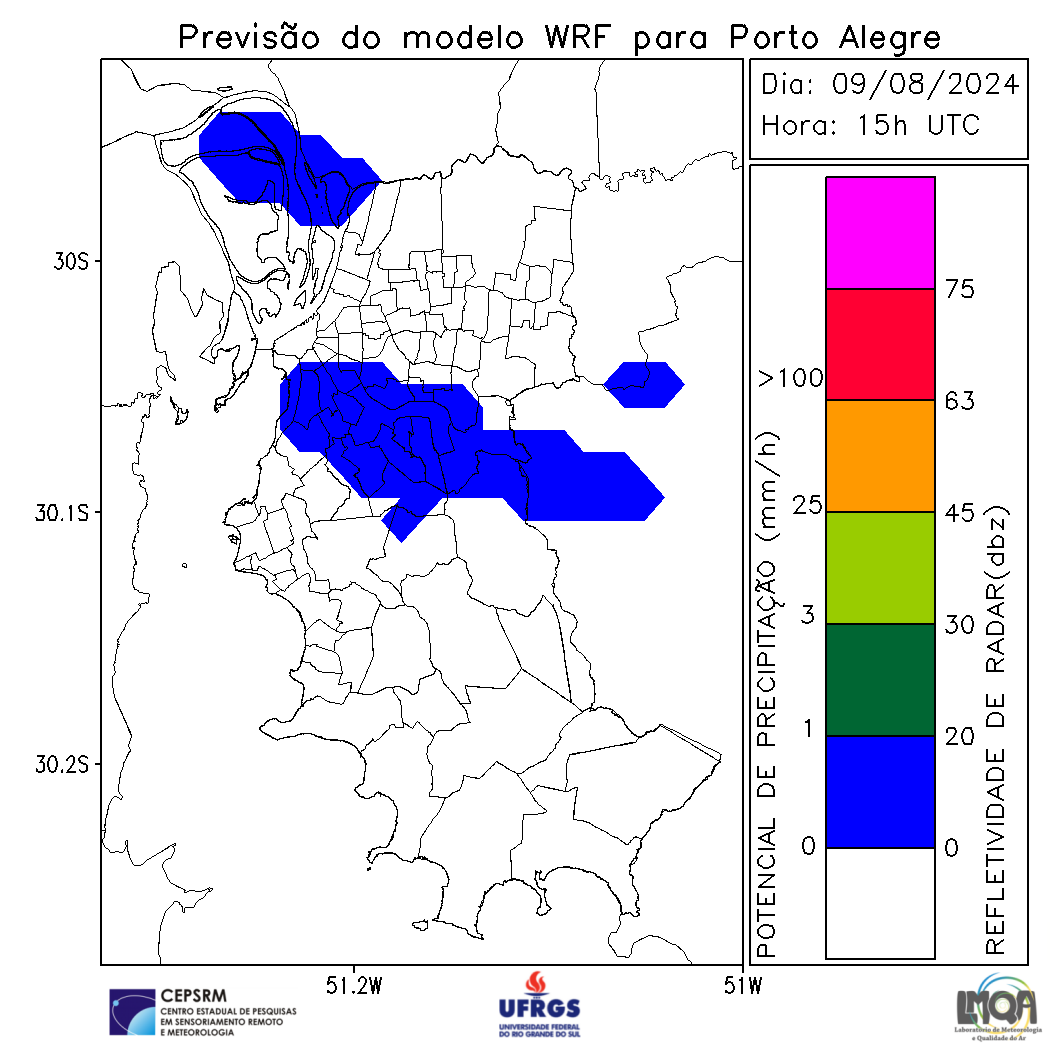 Previsão do modelo WRF para Porto Alegre
Dia: 09/08/2024
Hora: 15h UTC
30S
30.1S
30.2S
51.2W
51W
POTENCIAL DE PRECIPITAÇÃO (mm/h)
>100
25
3
1
0
75
63
45
30
20
0
REFLETIVIDADE DE RADAR(dbz)
CEPSRM
CENTRO ESTADUAL DE PESQUISAS
EM SENSORIAMENTO REMOTO
E METEOROLOGIA
UFRGS
UNIVERSIDADE FEDERAL
DO RIO GRANDE DO SUL
LMQA
Laboratório de Meteorologia
e Qualidade do Ar